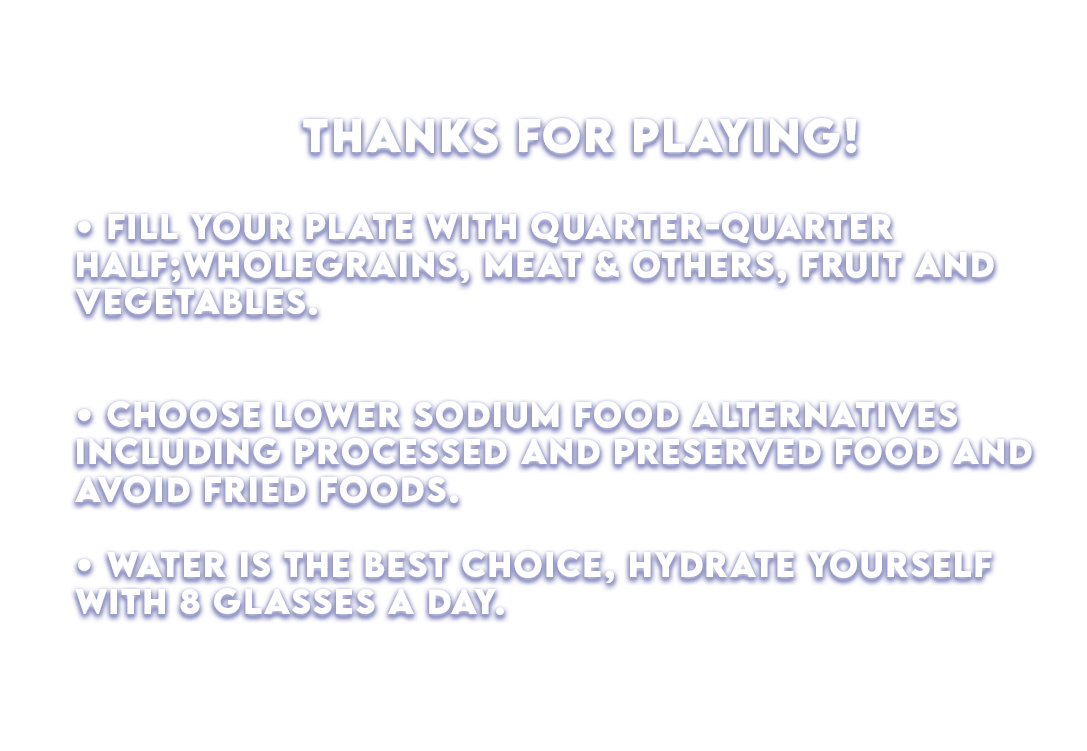 THANKS FOR PLAYING!
• FILL YOUR PLATE WITH QUARTER-QUARTER
HALF;WHOLEGRAINS, MEAT & OTHERS, FRUIT AND
VEGETABLES.
• CHOOSE LOWER SODIUM FOOD ALTERNATIVES
INCLUDING PROCESSED AND PRESERVED FOOD AND
AVOID FRIED FOODS.
• WATER IS THE BEST CHOICE, HYDRATE YOURSELF
WITH 8 GLASSES A DAY.